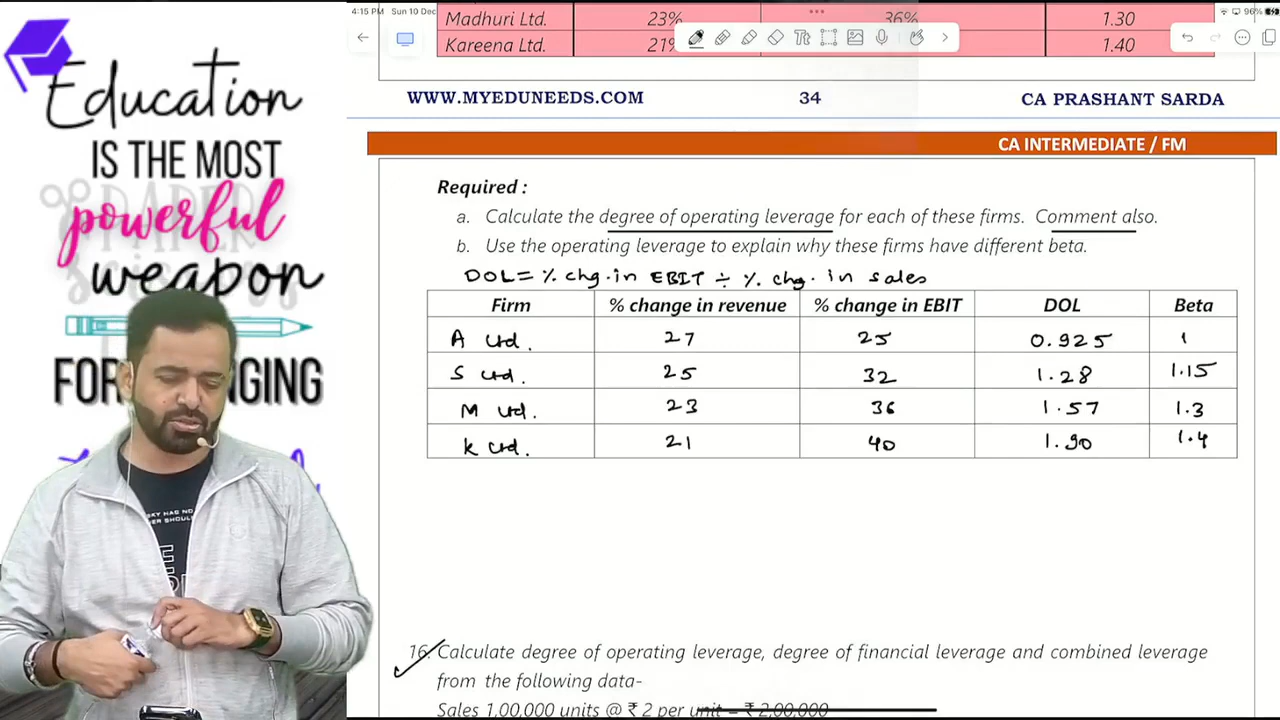 4:15 PM Sun 10 Dec
96%
Madhuri Ltd. 23% 36% 1.30
Kareena Ltd. 21% 1.40
Tt
WWW.MYEDUNEEDS.COM 34 CA PRASHANT SARDA
CA INTERMEDIATE / FM
Education
IS THE MOST
powerful
weapon
FOR
NGING
Required :
a. Calculate the degree of operating leverage for each of these firms. Comment also.
b. Use the operating leverage to explain why these firms have different beta.
DOL = % chg. in EBIT ÷ % chg. in sales
Firm % change in revenue % change in EBIT DOL Beta
A Ltd. 27 25 0.925 1
S Ltd. 25 32 1.28 1.15
M Ltd. 23 36 1.57 1.3
K Ltd. 21 40 1.90 1.4
16. Calculate degree of operating leverage, degree of financial leverage and combined leverage
from the following data-
Sales 1,00,000 units @ ₹ 2 per unit = ₹ 2,00,000